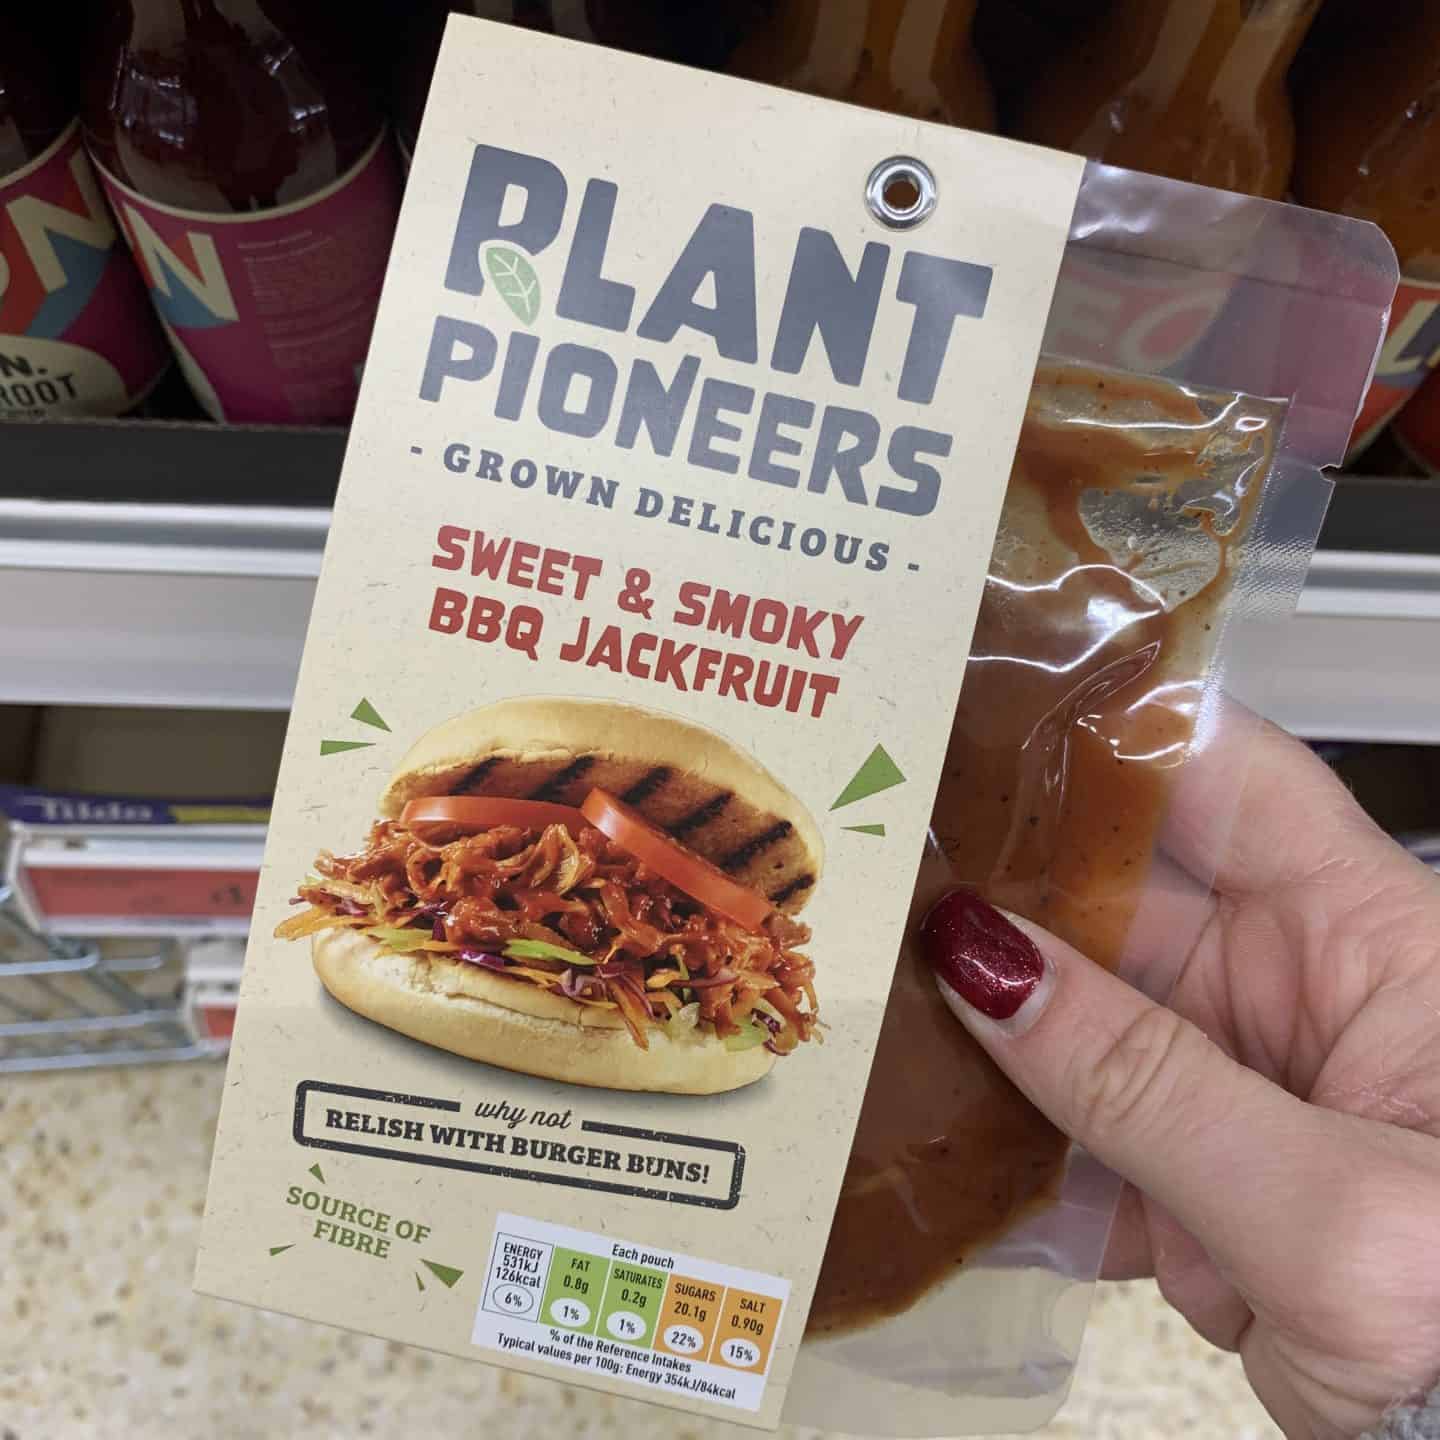 PLANT
PIONEERS
- GROWN DELICIOUS -
SWEET & SMOKY
BBQ JACKFRUIT
why not
RELISH WITH BURGER BUNS!
SOURCE OF
FIBRE
Each pouch
ENERGY
531kJ
126kcal
6%
FAT
0.8g
1%
SATURATES
0.2g
1%
SUGARS
20.1g
22%
SALT
0.90g
15%
% of the Reference Intakes
Typical values per 100g: Energy 354kJ/84kcal
N.
ROOT
Tilda